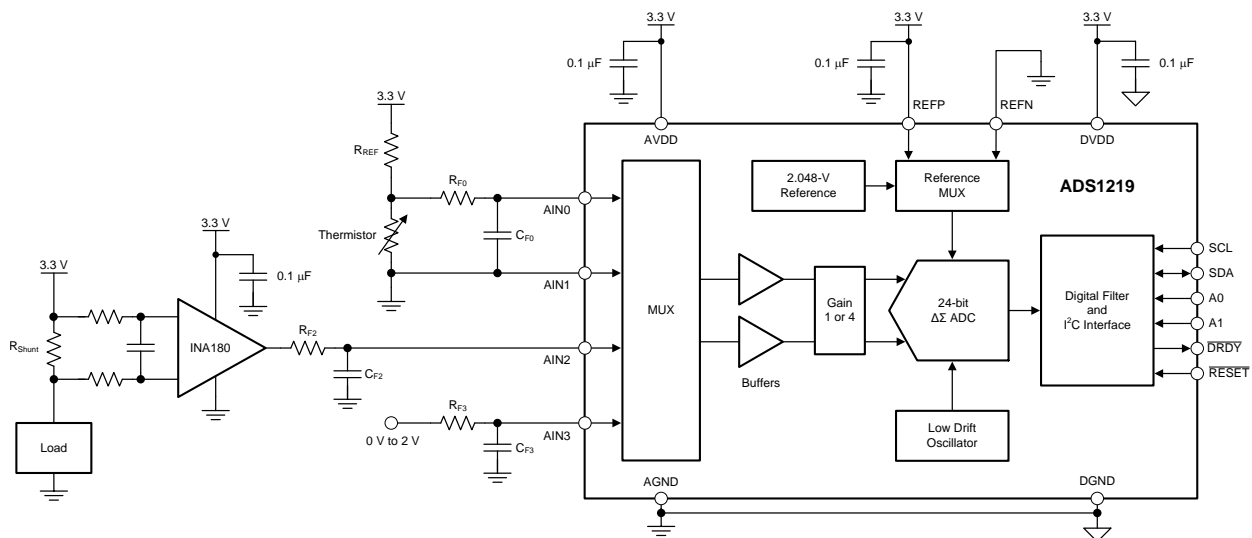 3.3 V
3.3 V
3.3 V
0.1 μF
0.1 μF
0.1 μF
3.3 V
REFP
REFN
AVDD
DVDD
RREF
2.048-V
Reference
Reference
MUX
ADS1219
RF0
AIN0
3.3 V
Thermistor
CF0
3.3 V
0.1 μF
AIN1
SCL
SDA
A0
A1
DRDY
RESET
MUX
Gain
1 or 4
24-bit
ΔΣ ADC
Digital Filter
and
I2C Interface
RShunt
INA180
RF2
AIN2
CF2
Buffers
RF3
AIN3
0 V to 2 V
CF3
Load
Low Drift
Oscillator
AGND
DGND